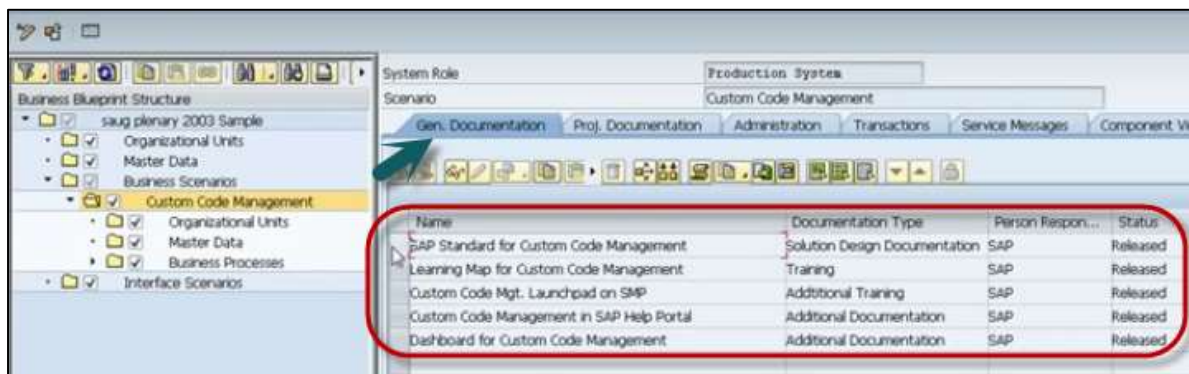 System Role Production System
Scenario Custom Code Management
Business Blueprint Structure
saug plenary 2003 Sample
Organizational Units
Master Data
Business Scenarios
Custom Code Management
Organizational Units
Master Data
Business Processes
Interface Scenarios
Gen. Documentation Proj. Documentation Administration Transactions Service Messages Component
Name Documentation Type Person Respon... Status
SAP Standard for Custom Code Management Solution Design Documentation SAP Released
Learning Map for Custom Code Management Training SAP Released
Custom Code Mgt. Launchpad on SMP Addtitional Training SAP Released
Custom Code Management in SAP Help Portal Additional Documentation SAP Released
Dashboard for Custom Code Management Additional Documentation SAP Released